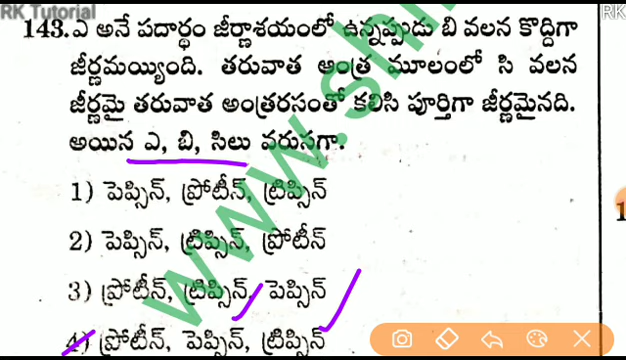 RK Tutorial
RK
143. ఎ అనే పదార్థం జీర్ణాశయంలో ఉన్నప్పుడు బి వలన కొద్దిగా
జీర్ణమయ్యింది. తరువాత ఆంత్ర మూలంలో సి వలన
జీర్ణమై తరువాత అంత్రరసంతో కలిసి పూర్తిగా జీర్ణమైనది.
అయిన ఎ, బి, సిలు వరుసగా.
1) పెప్సిన్, ప్రోటీన్, ట్రిప్సిన్
2) పెప్సిన్, ట్రిప్సిన్, ప్రోటీన్
3) ప్రోటీన్, ట్రిప్సిన్, పెప్సిన్
4) ప్రోటీన్, పెప్సిన్, ట్రిప్సిన్
1